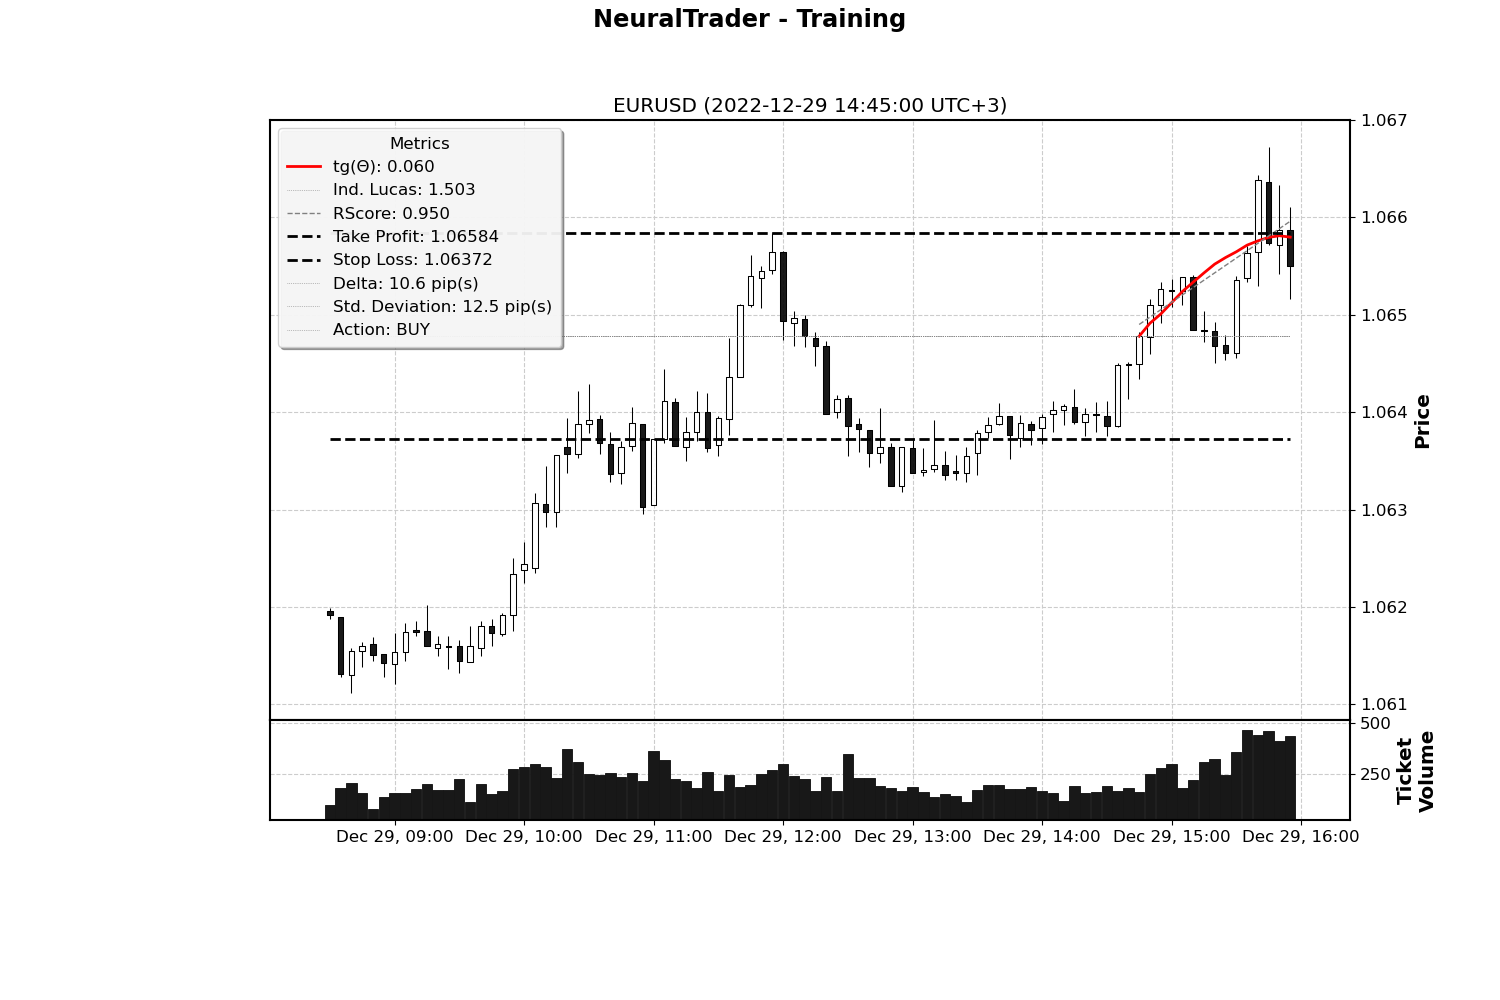 NeuralTrader - Training
EURUSD (2022-12-29 14:45:00 UTC+3)
Metrics
tg(Θ): 0.060
Ind. Lucas: 1.503
RScore: 0.950
Take Profit: 1.06584
Stop Loss: 1.06372
Delta: 10.6 pip(s)
Std. Deviation: 12.5 pip(s)
Action: BUY
1.067
1.066
1.065
1.064
1.063
1.062
1.061
Price
500
250
Ticket
Volume
Dec 29, 09:00
Dec 29, 10:00
Dec 29, 11:00
Dec 29, 12:00
Dec 29, 13:00
Dec 29, 14:00
Dec 29, 15:00
Dec 29, 16:00